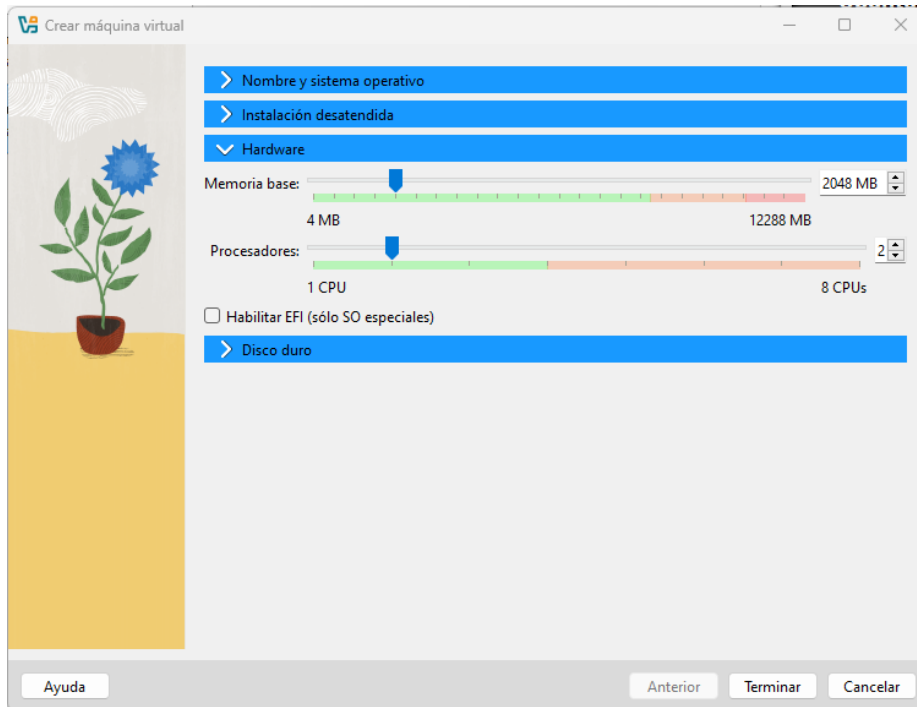 Crear máquina virtual
Nombre y sistema operativo
Instalación desatendida
Hardware
Memoria base: 2048 MB
4 MB 12288 MB
Procesadores: 2
1 CPU 8 CPUs
Habilitar EFI (sólo SO especiales)
Disco duro
Ayuda Anterior Terminar Cancelar